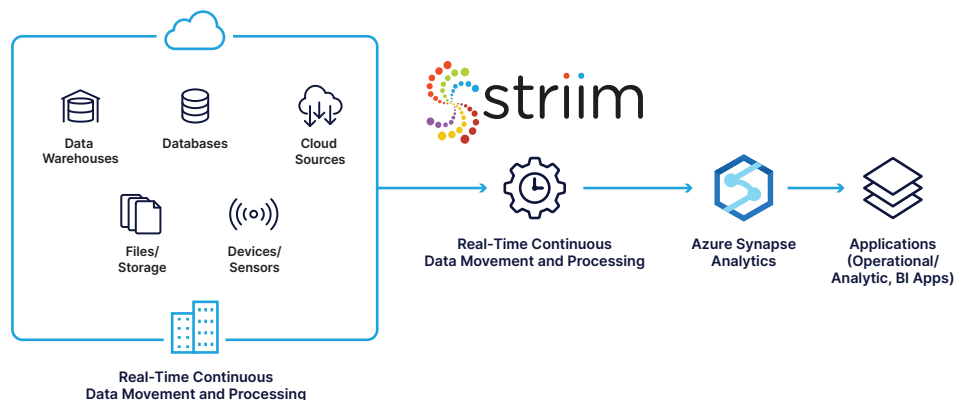 striim
Data
Warehouses
Databases
Cloud
Sources
Files/
Storage
Devices/
Sensors
Real-Time Continuous
Data Movement and Processing
Real-Time Continuous
Data Movement and Processing
Azure Synapse
Analytics
Applications
(Operational/
Analytic, BI Apps)